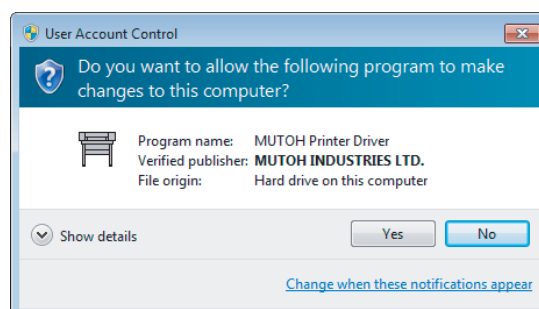 User Account Control
Do you want to allow the following program to make
changes to this computer?
Program name: MUTOH Printer Driver
Verified publisher: MUTOH INDUSTRIES LTD.
File origin: Hard drive on this computer
Show details Yes No
Change when these notifications appear